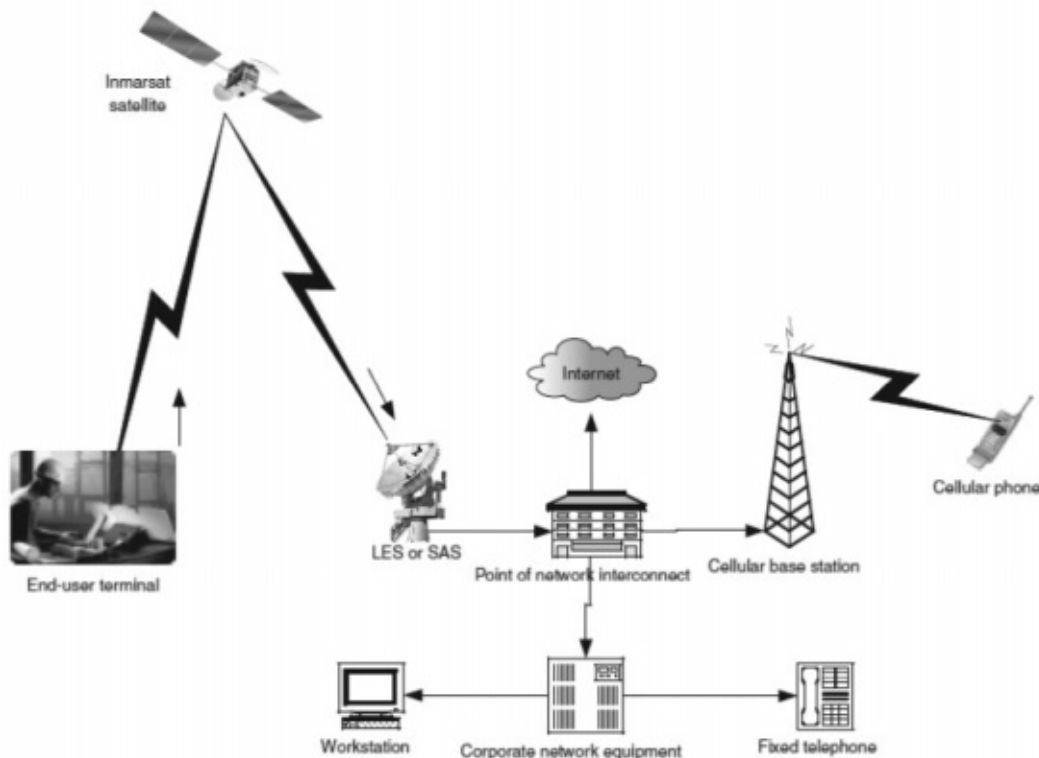 Inmarsat
satellite
Internet
Cellular phone
LES or SAS
Point of network interconnect
Cellular base station
End-user terminal
Workstation
Corporate network equipment
Fixed telephone